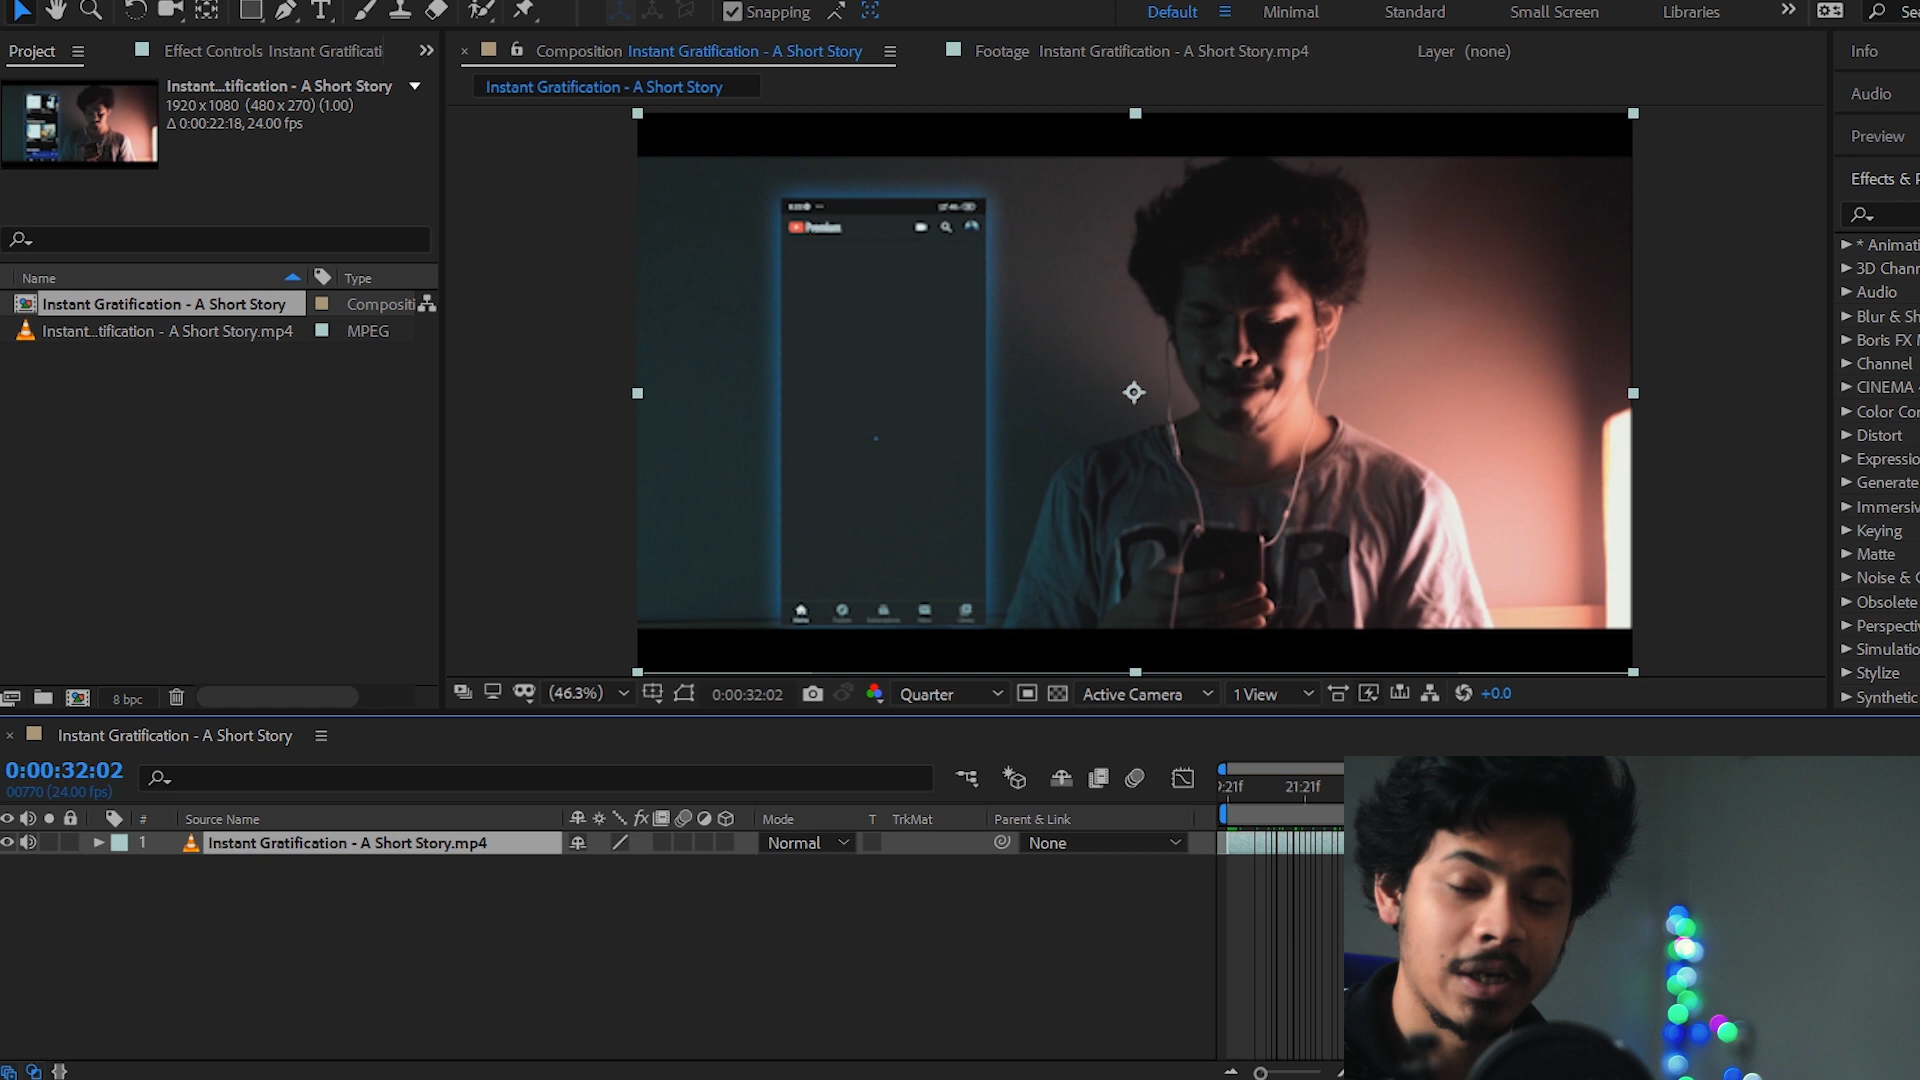 Snapping
Default
Minimal
Standard
Small Screen
Libraries
Project
Effect Controls Instant Gratificati
Composition Instant Gratification - A Short Story
Footage Instant Gratification - A Short Story.mp4
Layer (none)
Info
Instant Gratification - A Short Story
Instant...tification - A Short Story
1920 x 1080 (480 x 270) (1.00)
Δ 0:00:22:18, 24.00 fps
Audio
Preview
Effects & P
Premium
Name
Type
Instant Gratification - A Short Story
Compositi
Instant...tification - A Short Story.mp4
MPEG
* Animati
3D Chann
Audio
Blur & Sh
Boris FX M
Channel
CINEMA 4
Color Cor
Distort
Expressio
Generate
Immersiv
Keying
Matte
Noise & G
Obsolete
Perspectiv
Simulatio
Stylize
Synthetic
8 bpc
(46.3%)
0:00:32:02
Quarter
Active Camera
1 View
+0.0
Instant Gratification - A Short Story
0:00:32:02
00770 (24.00 fps)
21:21f
#
Source Name
Mode
T
TrkMat
Parent & Link
1
Instant Gratification - A Short Story.mp4
Normal
None